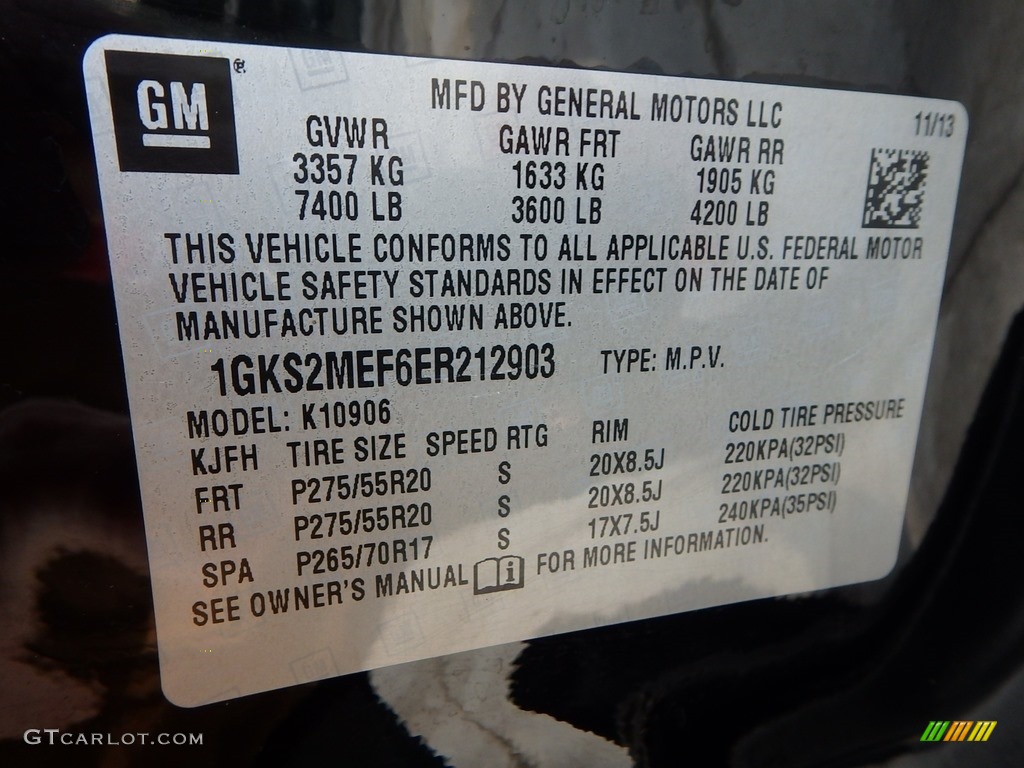 GM
MFD BY GENERAL MOTORS LLC 11/13
GVWR GAWR FRT GAWR RR
3357 KG 1633 KG 1905 KG
7400 LB 3600 LB 4200 LB
THIS VEHICLE CONFORMS TO ALL APPLICABLE U.S. FEDERAL MOTOR
VEHICLE SAFETY STANDARDS IN EFFECT ON THE DATE OF
MANUFACTURE SHOWN ABOVE.
1GKS2MEF6ER212903 TYPE: M.P.V.
MODEL: K10906
KJFH TIRE SIZE SPEED RTG RIM COLD TIRE PRESSURE
FRT P275/55R20 S 20X8.5J 220KPA(32PSI)
RR P275/55R20 S 20X8.5J 220KPA(32PSI)
SPA P265/70R17 S 17X7.5J 240KPA(35PSI)
SEE OWNER'S MANUAL i FOR MORE INFORMATION.
GTCARLOT.COM